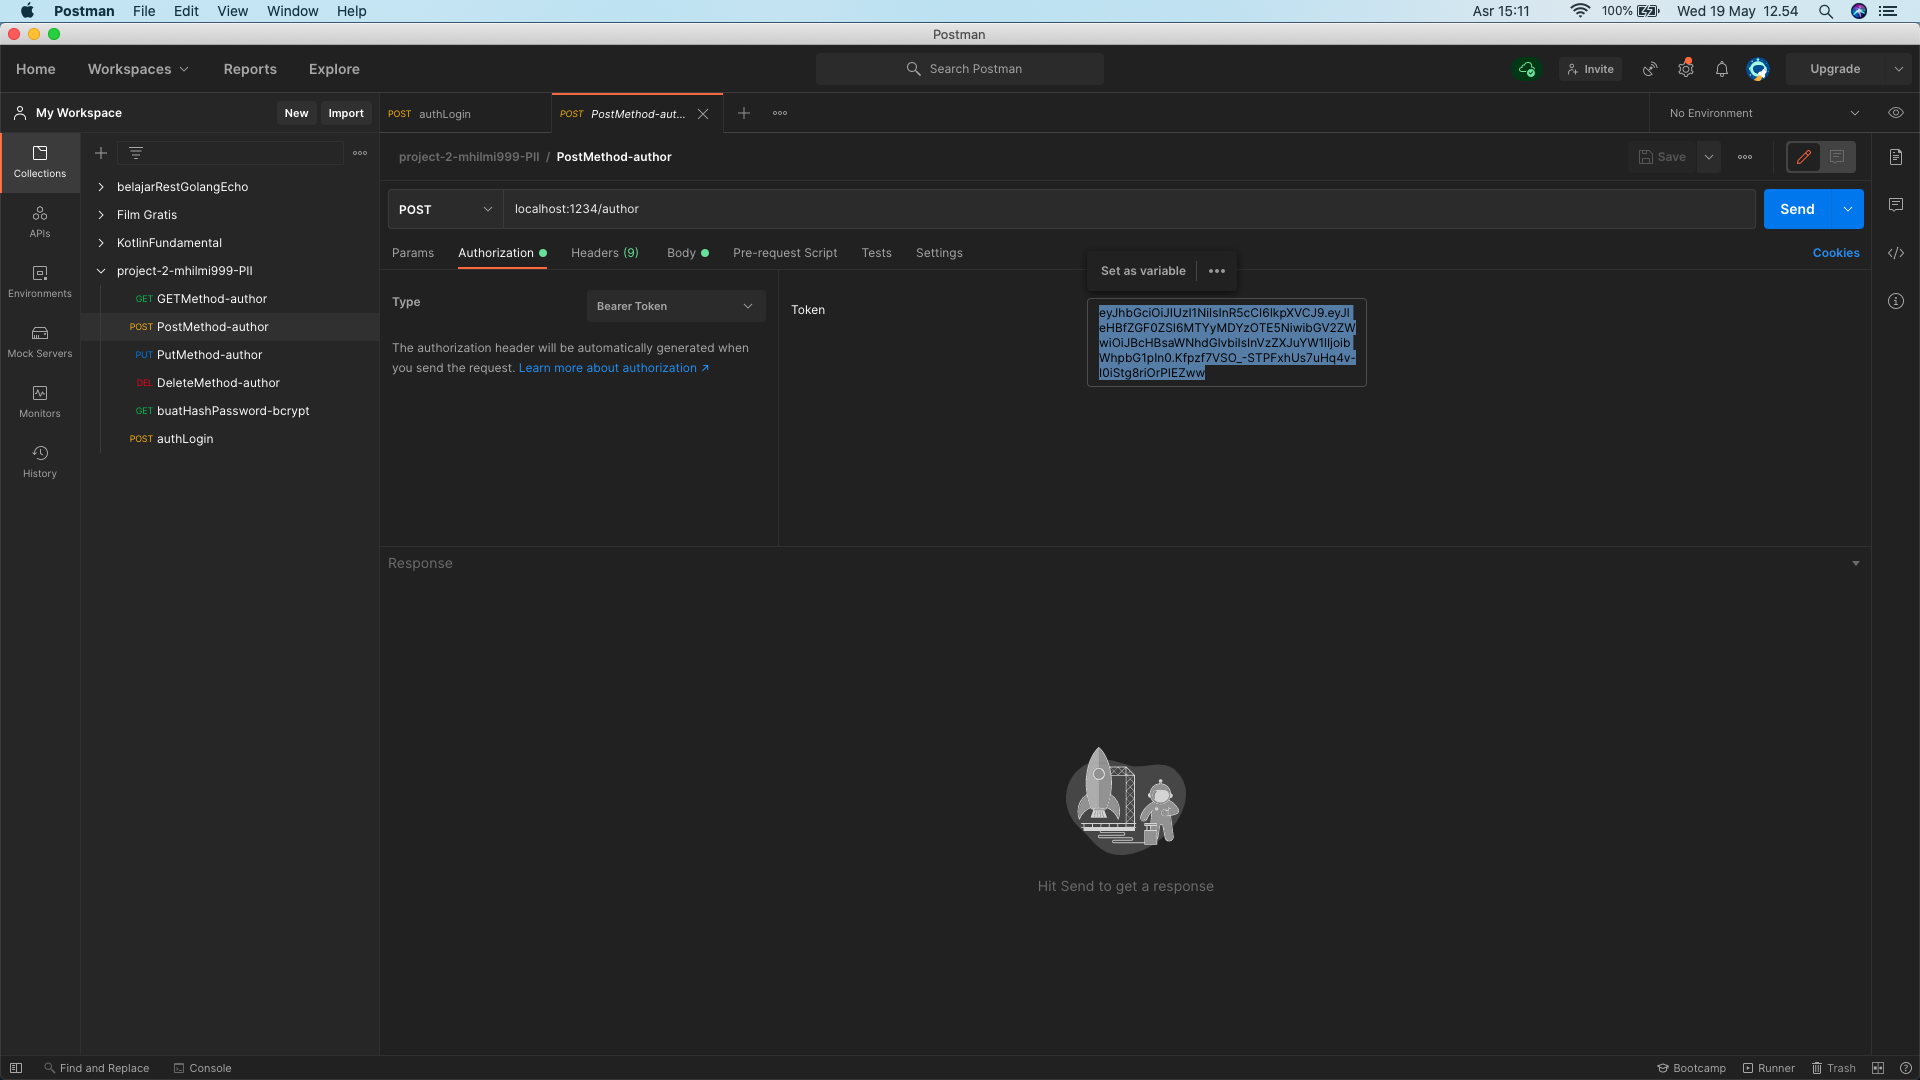 Postman File Edit View Window Help
Asr 15:11 100% Wed 19 May 12.54
Postman
Home Workspaces Reports Explore
Search Postman
Invite
Upgrade
My Workspace
New Import
POST authLogin
POST PostMethod-aut...
No Environment
Collections
APIs
Environments
Mock Servers
Monitors
History
belajarRestGolangEcho
Film Gratis
KotlinFundamental
project-2-mhilmi999-PII
GET GETMethod-author
POST PostMethod-author
PUT PutMethod-author
DEL DeleteMethod-author
GET buatHashPassword-bcrypt
POST authLogin
project-2-mhilmi999-PII / PostMethod-author
Save
POST localhost:1234/author
Send
Params Authorization Headers (9) Body Pre-request Script Tests Settings
Cookies
Set as variable
Type
Bearer Token
The authorization header will be automatically generated when
you send the request. Learn more about authorization ↗
Token
Response
Hit Send to get a response
Find and Replace Console
Bootcamp Runner Trash